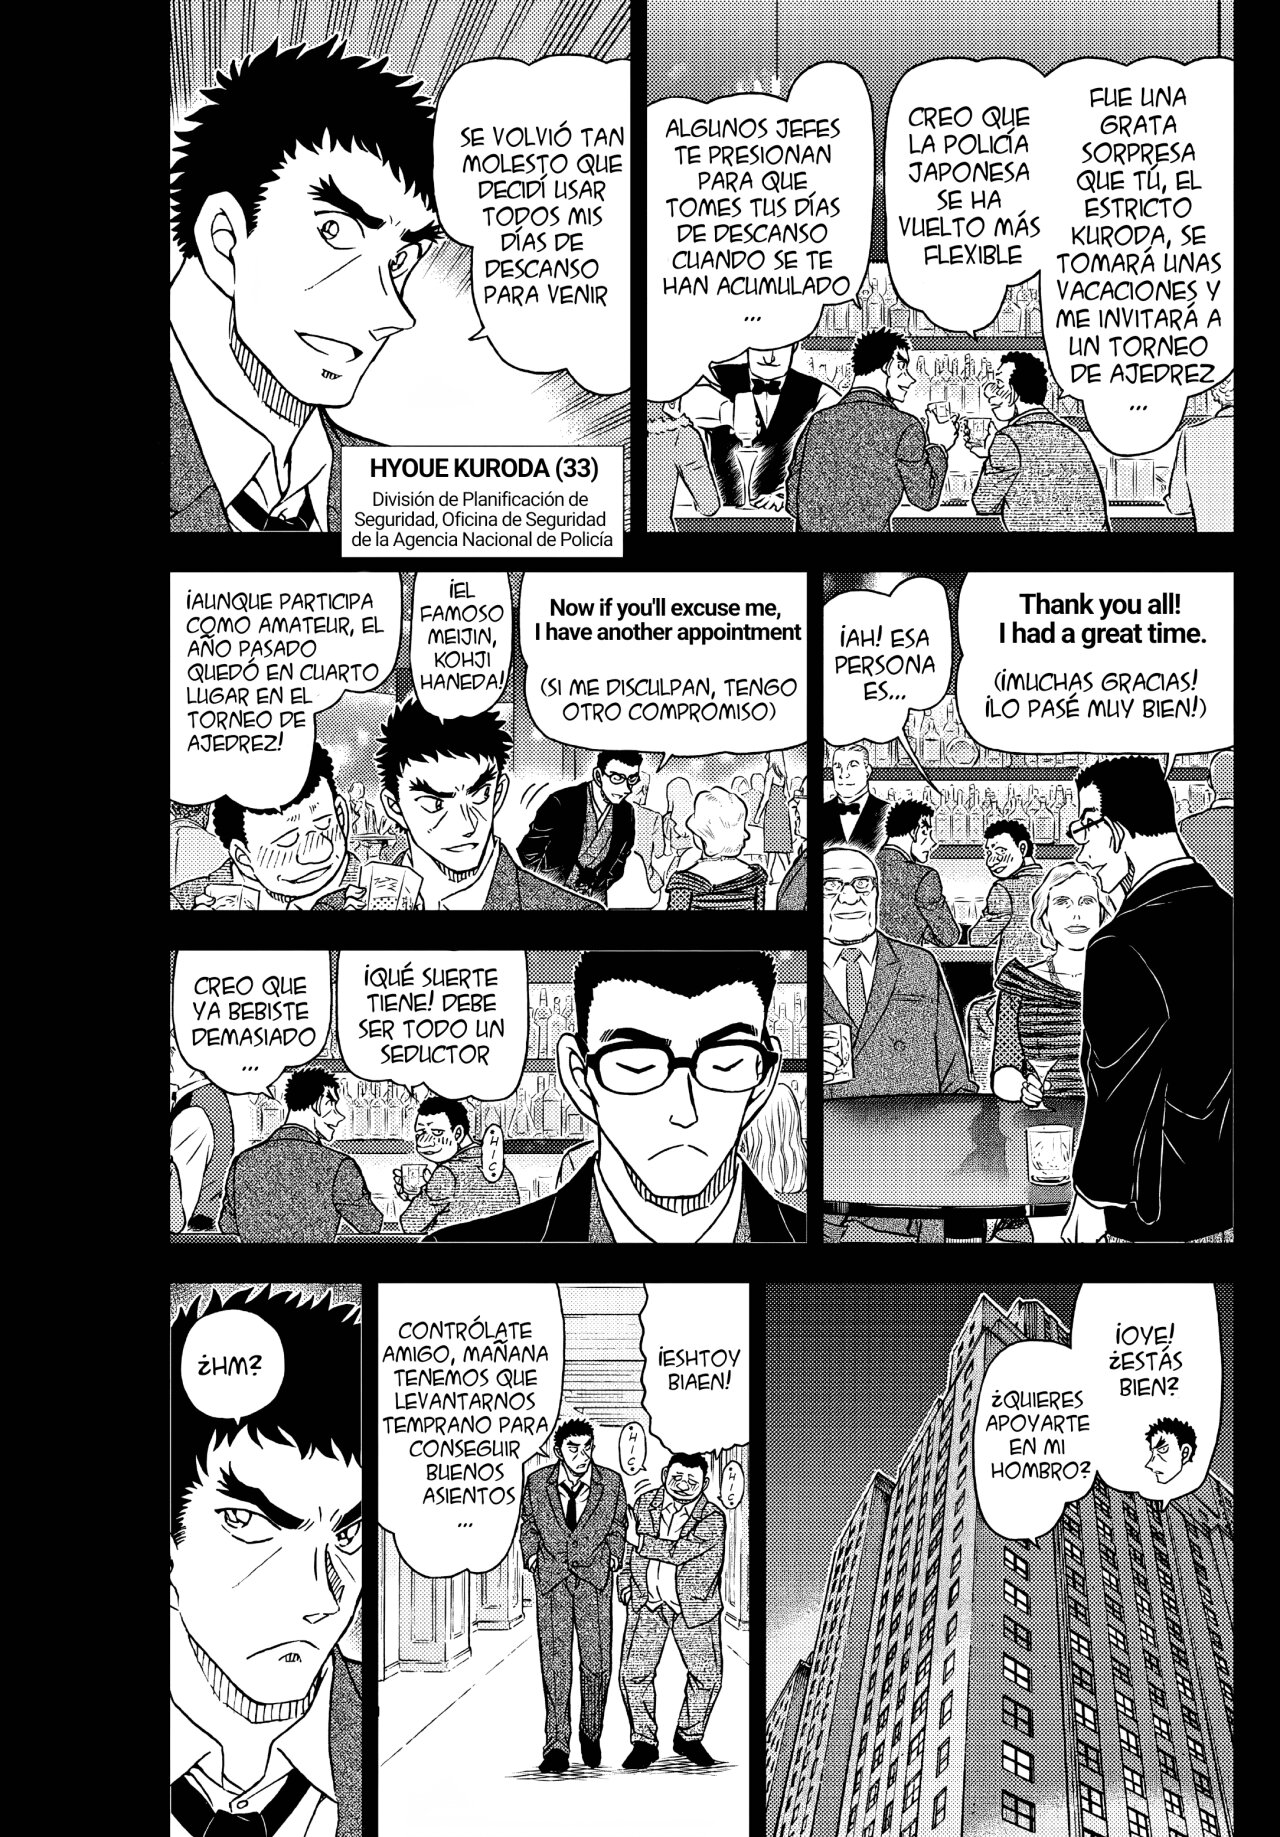 FUE UNA
GRATA
SORPRESA
QUE TÚ, EL
ESTRICTO
KURODA, SE
TOMARÁ UNAS
VACACIONES Y
ME INVITARÁ A
UN TORNEO
DE AJEDREZ
...
CREO QUE
LA POLICÍA
JAPONESA
SE HA
VUELTO MÁS
FLEXIBLE
ALGUNOS JEFES
TE PRESIONAN
PARA QUE
TOMES TUS DÍAS
DE DESCANSO
CUANDO SE TE
HAN ACUMULADO
...
SE VOLVIÓ TAN
MOLESTO QUE
DECIDÍ USAR
TODOS MIS
DÍAS DE
DESCANSO
PARA VENIR
HYOUE KURODA (33)
División de Planificación de
Seguridad, Oficina de Seguridad
de la Agencia Nacional de Policía
Thank you all!
I had a great time.
(¡MUCHAS GRACIAS!
¡LO PASÉ MUY BIEN!)
¡AH! ESA
PERSONA
ES...
Now if you'll excuse me,
I have another appointment
(SI ME DISCULPAN, TENGO
OTRO COMPROMISO)
¡EL
FAMOSO
MEIJIN,
KOHJI
HANEDA!
¡AUNQUE PARTICIPA
COMO AMATEUR, EL
AÑO PASADO
QUEDÓ EN CUARTO
LUGAR EN EL
TORNEO DE
AJEDREZ!
¡QUÉ SUERTE
TIENE! DEBE
SER TODO UN
SEDUCTOR
HIC
CREO QUE
YA BEBISTE
DEMASIADO
...
¡OYE!
¿ESTÁS
BIEN?
¿QUIERES
APOYARTE
EN MI
HOMBRO?
¡ESHTOY
BIAEN!
HIC
HIC
CONTRÓLATE
AMIGO, MAÑANA
TENEMOS QUE
LEVANTARNOS
TEMPRANO PARA
CONSEGUIR
BUENOS
ASIENTOS
...
¿HM?